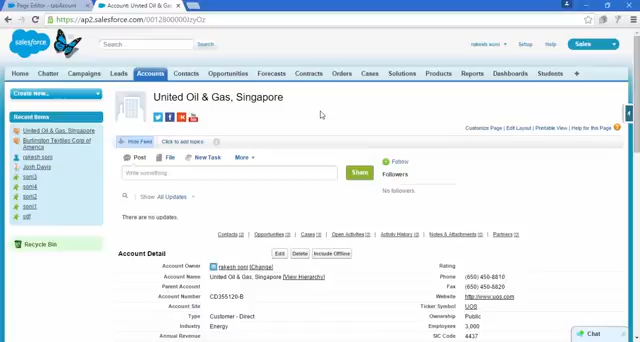 Page Editor - uiaAccount
Account: United Oil & Gas, S
https://ap2.salesforce.com/0012800000JzyOz
salesforce
Search...
Search
rakesh soni
Setup
Help
Sales
Home
Chatter
Campaigns
Leads
Accounts
Contacts
Opportunities
Forecasts
Contracts
Orders
Cases
Solutions
Products
Reports
Dashboards
Students
+
Create New...
Recent Items
United Oil & Gas, Singapore
Burlington Textiles Corp of
America
rakesh soni
Josh Davis
soni3
soni4
soni2
soni1
Recycle Bin
United Oil & Gas, Singapore
Customize Page | Edit Layout | Printable View | Help for this Page
Hide Feed
Click to add topics:
Post
File
New Task
More
Write something...
Share
Follow
Followers
No followers.
Show All Updates
There are no updates.
Contacts [2] | Opportunities [0] | Cases [0] | Open Activities [0] | Activity History [0] | Notes & Attachments [0] | Partners [0]
Account Detail
Edit
Delete
Include Offline
Account Owner rakesh soni [Change]
Rating
Account Name United Oil & Gas, Singapore [View Hierarchy]
Phone (650) 450-8810
Parent Account
Fax (650) 450-8820
Account Number CD355120-B
Website http://www.uos.com
Account Site
Ticker Symbol UOS
Type Customer - Direct
Ownership Public
Industry Energy
Employees 3,000
Annual Revenue
SIC Code 4437
Chat